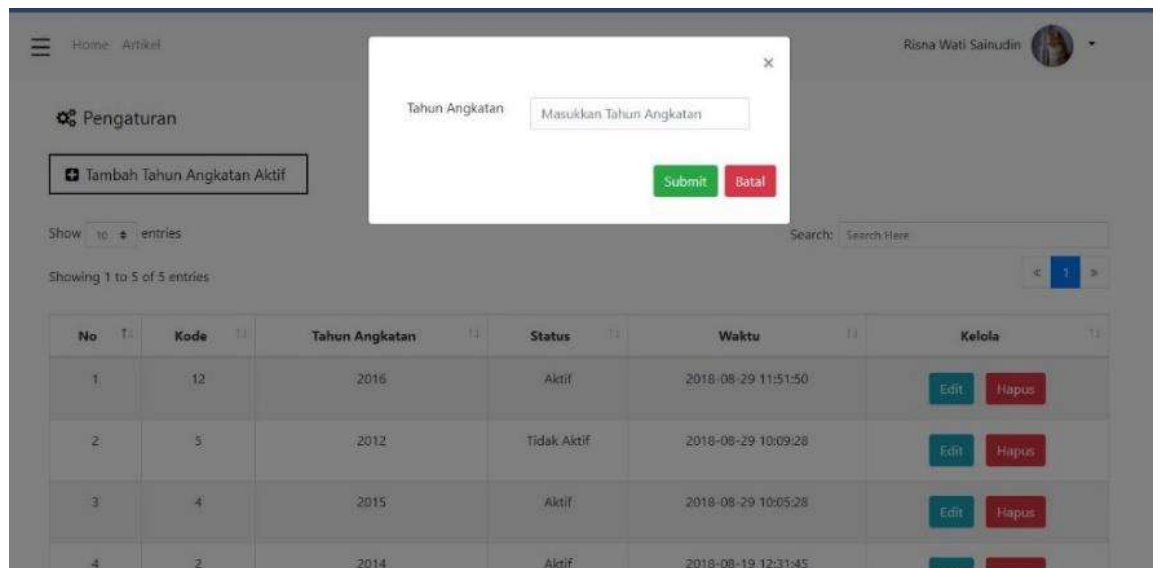 Home Artikel
Risna Wati Sainudin
×
Tahun Angkatan
Masukkan Tahun Angkatan
Submit Batal
Pengaturan
Tambah Tahun Angkatan Aktif
Show 10 entries
Search: Search Here
Showing 1 to 5 of 5 entries
« 1 »
No Kode Tahun Angkatan Status Waktu Kelola
1 12 2016 Aktif 2018-08-29 11:51:50 Edit Hapus
2 5 2012 Tidak Aktif 2018-08-29 10:09:28 Edit Hapus
3 4 2015 Aktif 2018-08-29 10:05:28 Edit Hapus
4 2 2014 Aktif 2018-08-19 12:31:45